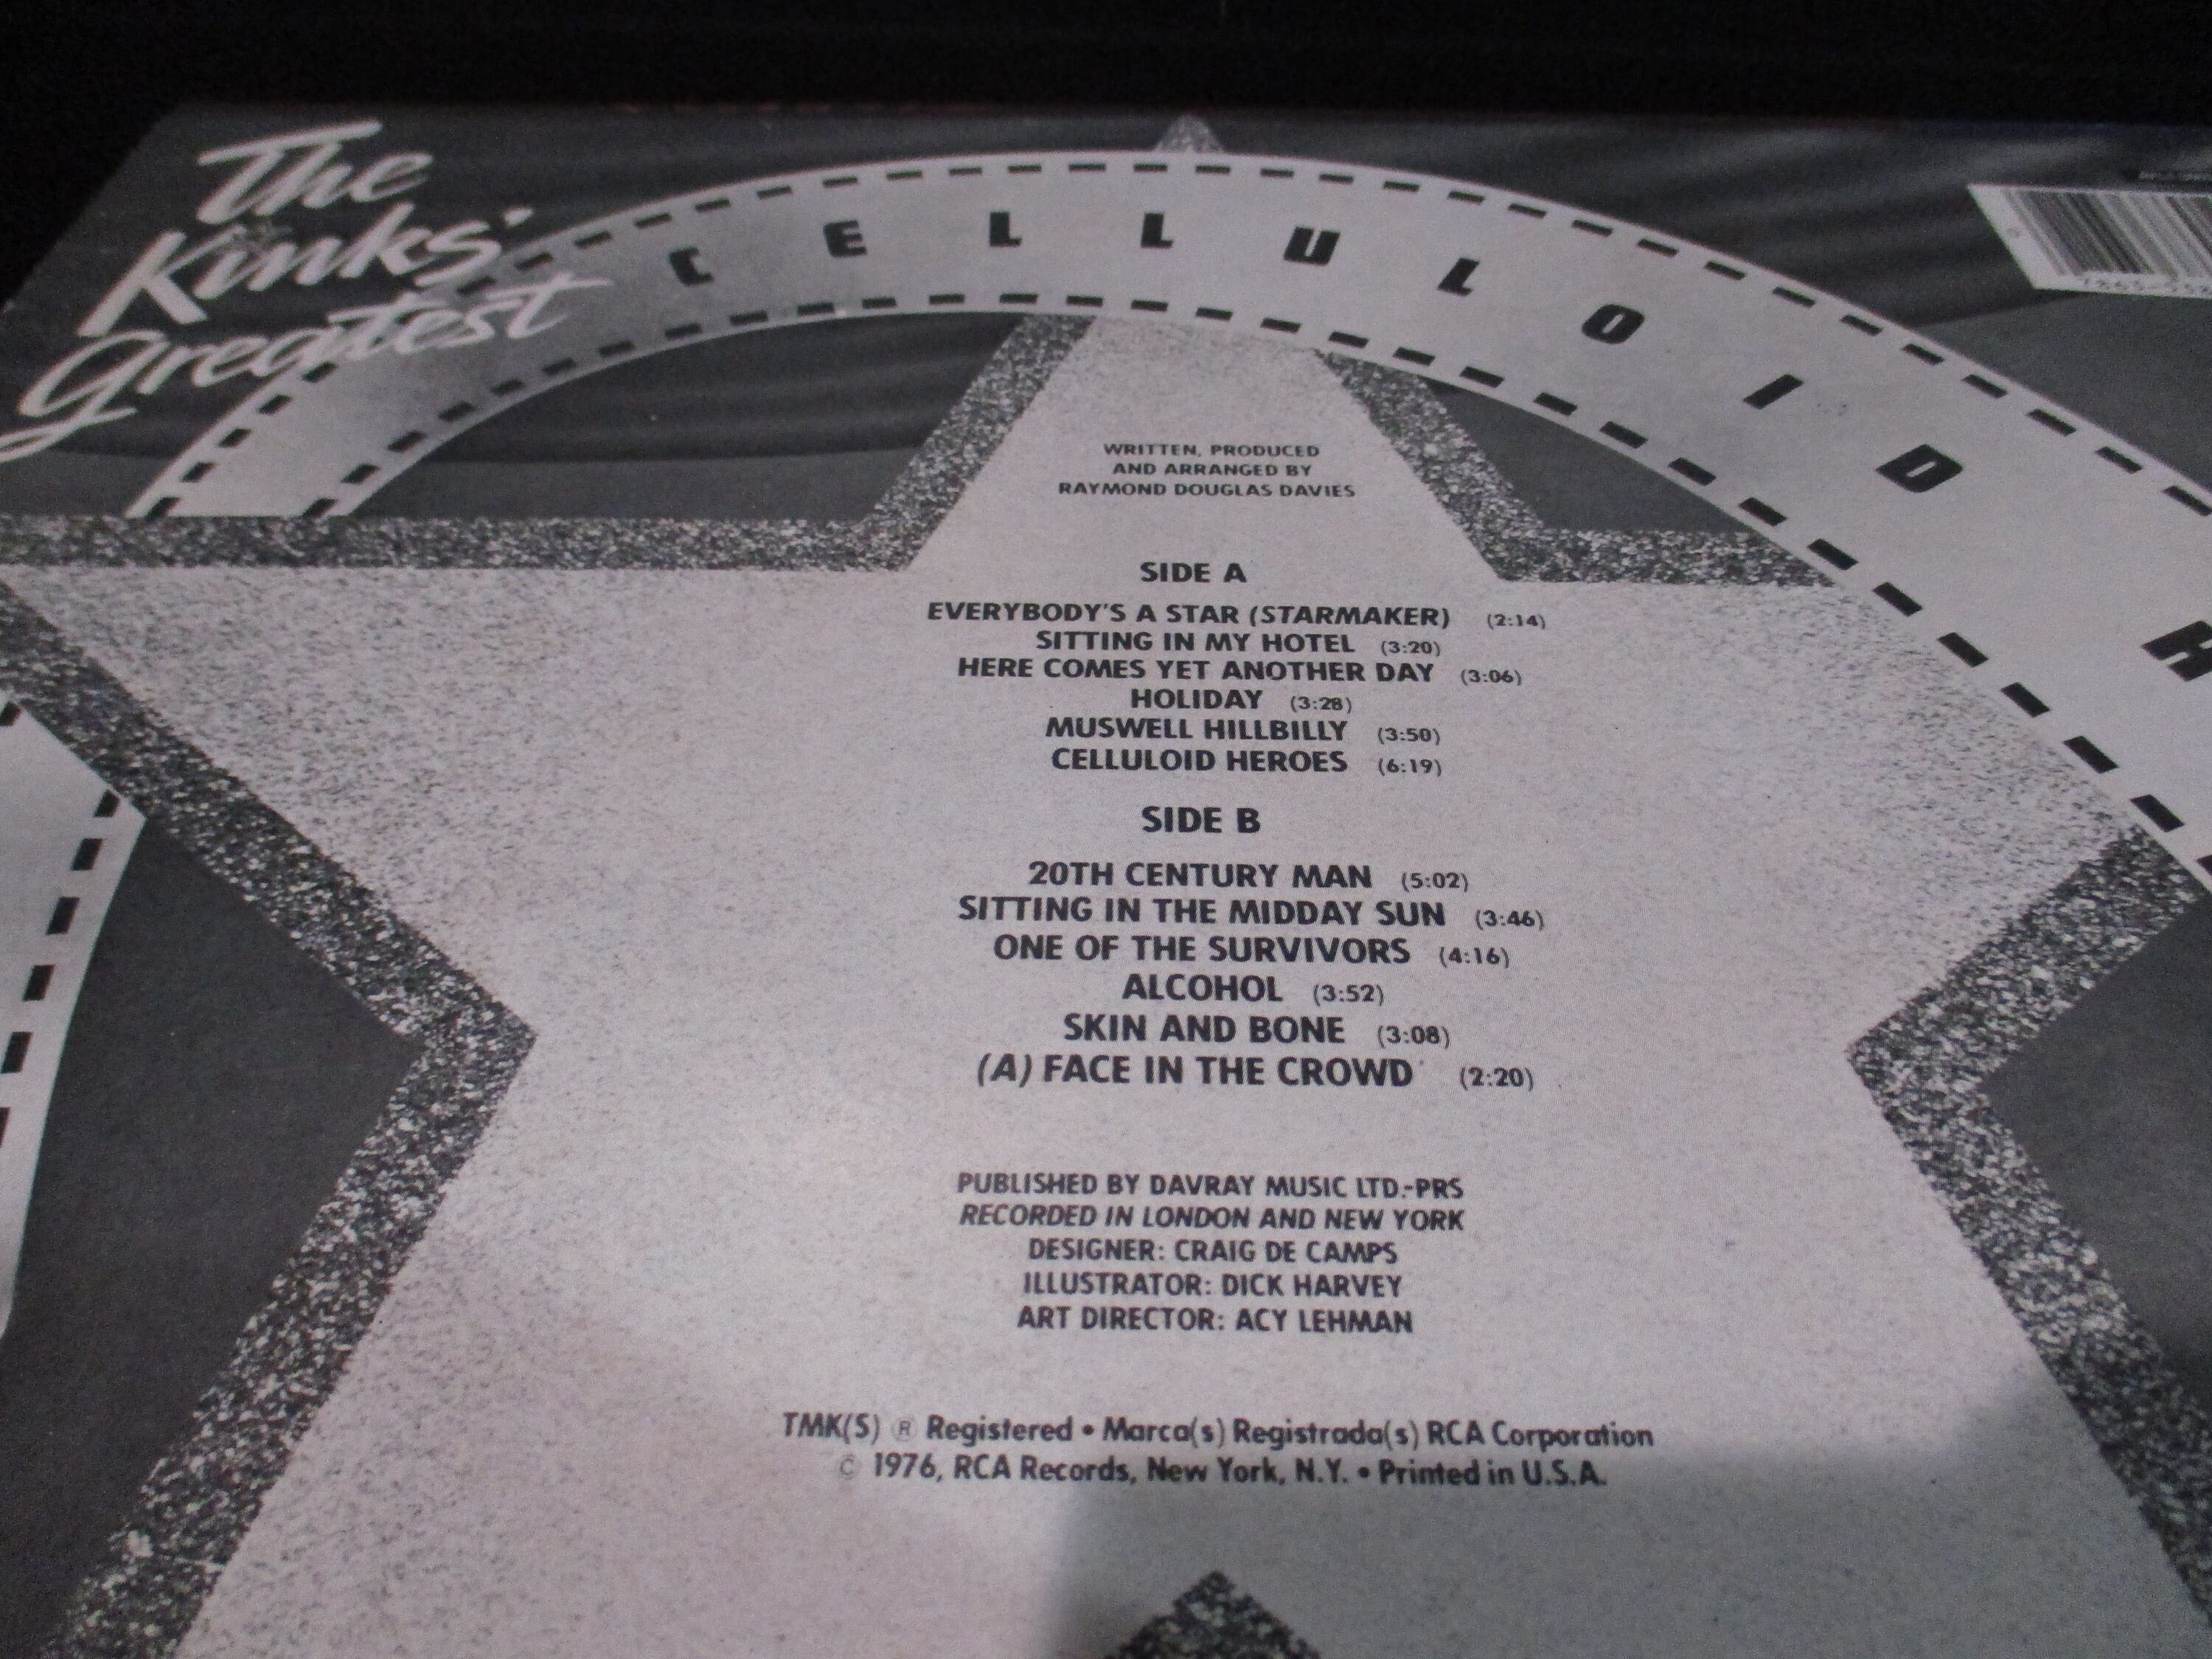 The
Kinks'
Greatest
CELLULOID H
WRITTEN, PRODUCED
AND ARRANGED BY
RAYMOND DOUGLAS DAVIES
SIDE A
EVERYBODY'S A STAR (STARMAKER) (2:14)
SITTING IN MY HOTEL (3:20)
HERE COMES YET ANOTHER DAY (3:06)
HOLIDAY (3:28)
MUSWELL HILLBILLY (3:50)
CELLULOID HEROES (6:19)
SIDE B
20TH CENTURY MAN (5:02)
SITTING IN THE MIDDAY SUN (3:46)
ONE OF THE SURVIVORS (4:16)
ALCOHOL (3:52)
SKIN AND BONE (3:08)
(A) FACE IN THE CROWD (2:20)
PUBLISHED BY DAVRAY MUSIC LTD.-PRS
RECORDED IN LONDON AND NEW YORK
DESIGNER: CRAIG DE CAMPS
ILLUSTRATOR: DICK HARVEY
ART DIRECTOR: ACY LEHMAN
TMK(S) ® Registered • Marca(s) Registrada(s) RCA Corporation
© 1976, RCA Records, New York, N.Y. • Printed in U.S.A.